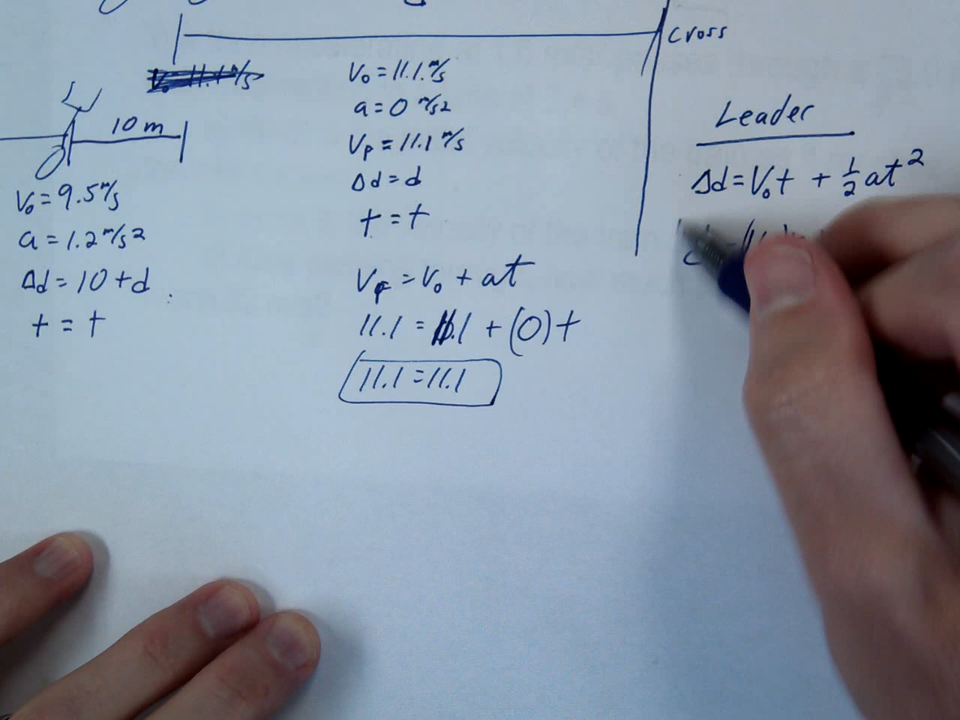 Cross
10 m
V₀ = 9.5 m/s
a = 1.2 m/s2
Δd = 10 + d
t = t
V₀ = 11.1 m/s
a = 0 m/s2
VF = 11.1 m/s
Δd = d
t = t
VF = V₀ + at
11.1 = 11.1 + (0)t
11.1 = 11.1
Leader
Δd = V₀t + ½at²